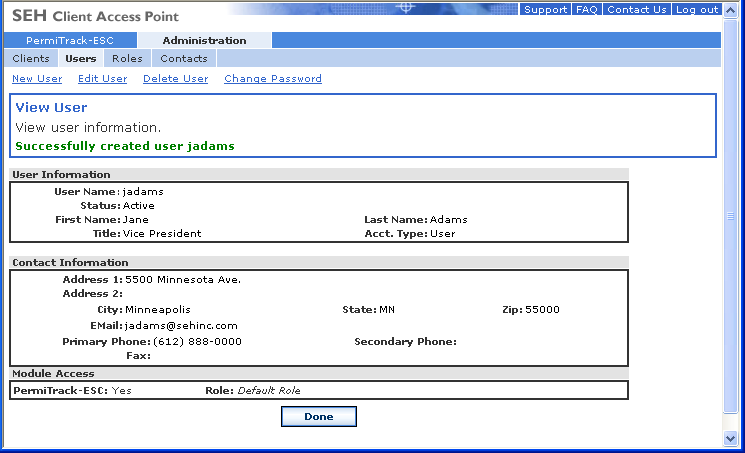 SEH Client Access Point
Support FAQ Contact Us Log out
PermiTrack-ESC Administration
Clients Users Roles Contacts
New User Edit User Delete User Change Password
View User
View user information.
Successfully created user jadams
User Information
User Name: jadams
Status: Active
First Name: Jane Last Name: Adams
Title: Vice President Acct. Type: User
Contact Information
Address 1: 5500 Minnesota Ave.
Address 2:
City: Minneapolis State: MN Zip: 55000
EMail: jadams@sehinc.com
Primary Phone: (612) 888-0000 Secondary Phone:
Fax:
Module Access
PermiTrack-ESC: Yes Role: Default Role
Done